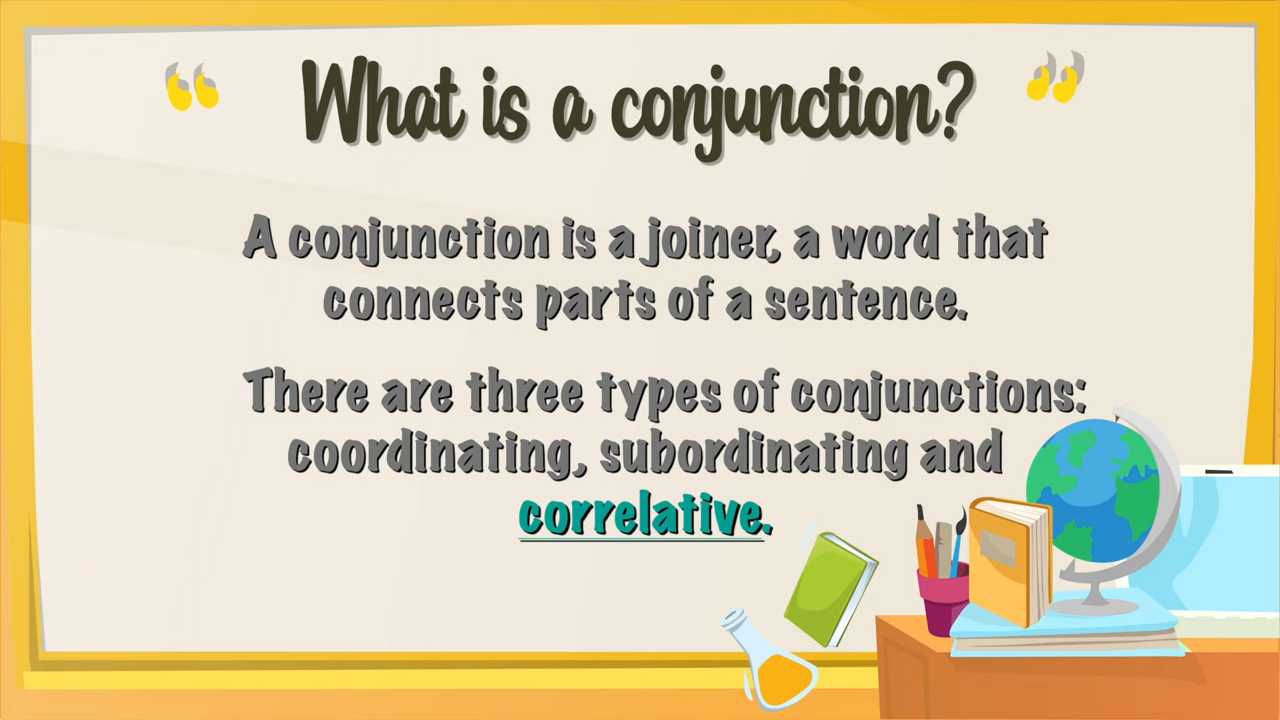 “ What is a conjunction? ”
A conjunction is a joiner, a word that
connects parts of a sentence.
There are three types of conjunctions:
coordinating, subordinating and
correlative.